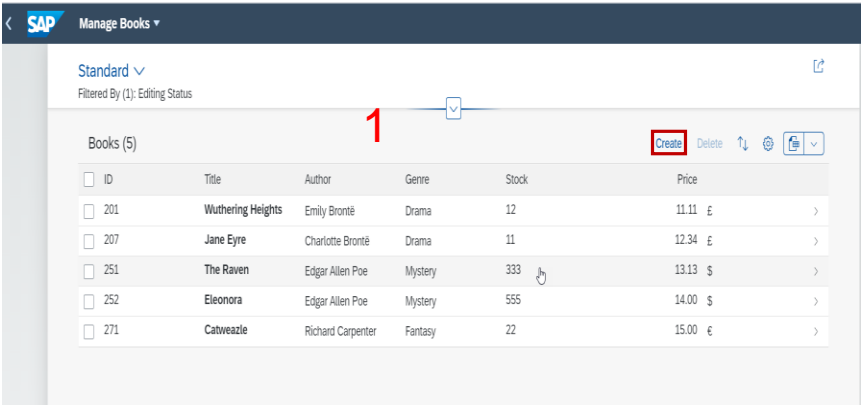 SAP Manage Books
Standard
Filtered By (1): Editing Status
1
Books (5) Create Delete
ID Title Author Genre Stock Price
201 Wuthering Heights Emily Brontë Drama 12 11.11 £
207 Jane Eyre Charlotte Brontë Drama 11 12.34 £
251 The Raven Edgar Allen Poe Mystery 333 13.13 $
252 Eleonora Edgar Allen Poe Mystery 555 14.00 $
271 Catweazle Richard Carpenter Fantasy 22 15.00 €